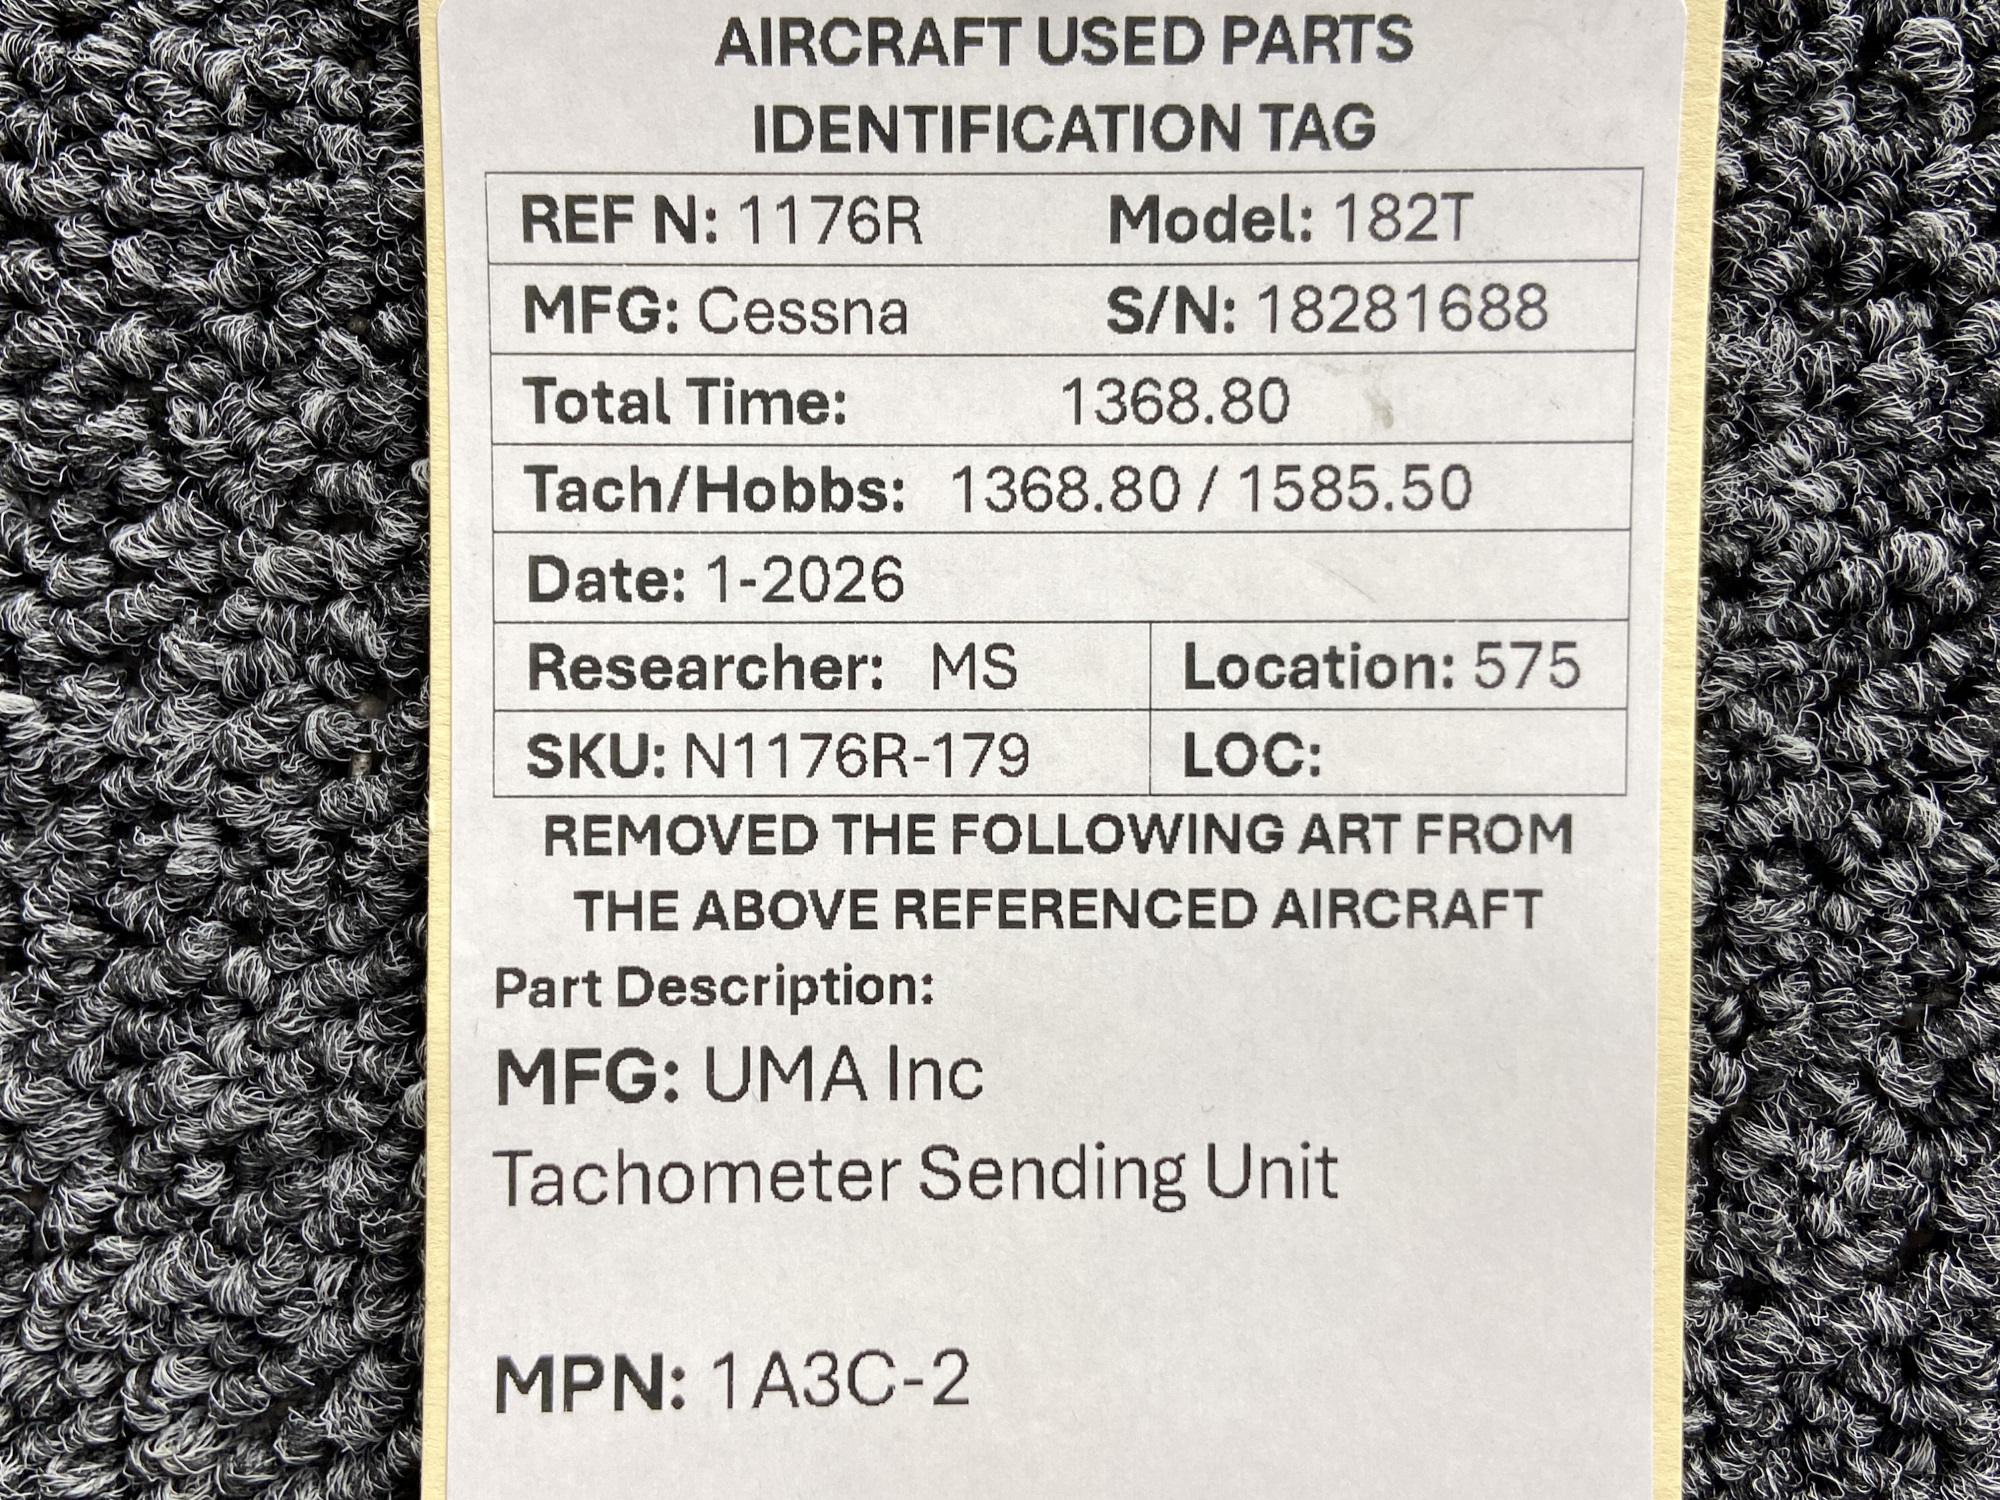 AIRCRAFT USED PARTS
IDENTIFICATION TAG
REF N: 1176R Model: 182T
MFG: Cessna S/N: 18281688
Total Time: 1368.80
Tach/Hobbs: 1368.80 / 1585.50
Date: 1-2026
Researcher: MS Location: 575
SKU: N1176R-179 LOC:
REMOVED THE FOLLOWING ART FROM
THE ABOVE REFERENCED AIRCRAFT
Part Description:
MFG: UMA Inc
Tachometer Sending Unit
MPN: 1A3C-2